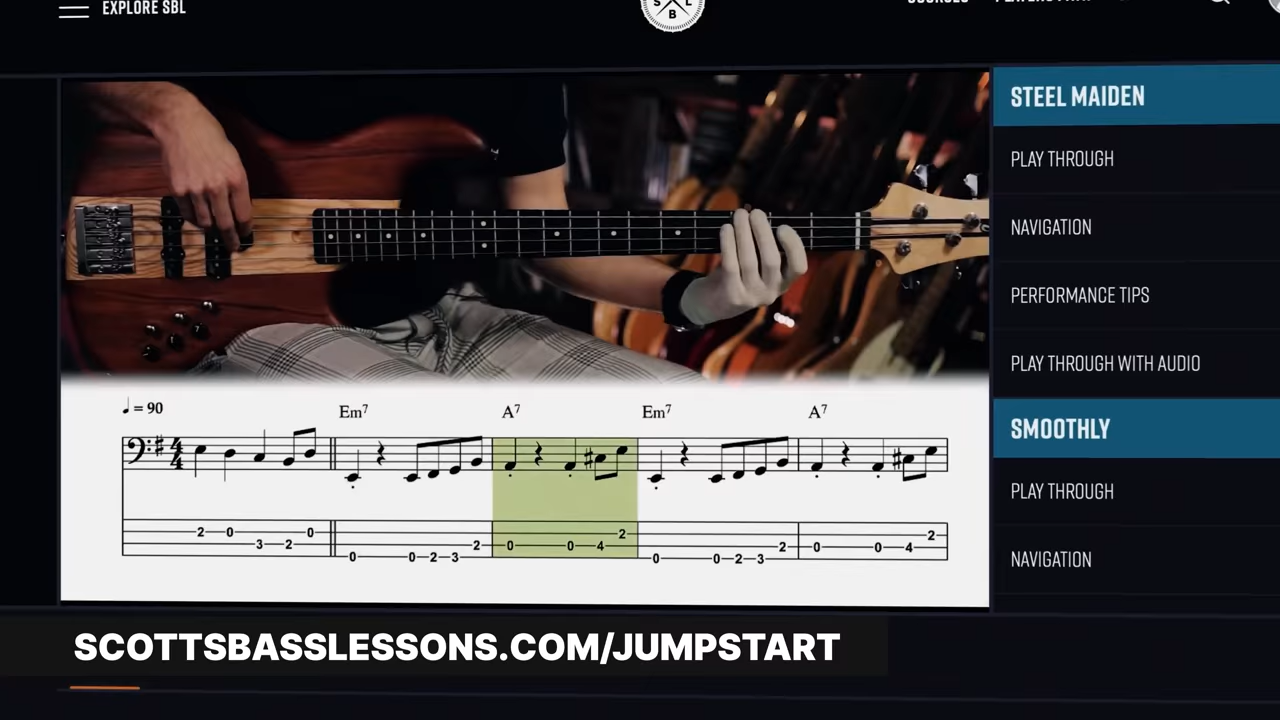 EXPLORE SBL
S L
B
STEEL MAIDEN
PLAY THROUGH
NAVIGATION
PERFORMANCE TIPS
PLAY THROUGH WITH AUDIO
SMOOTHLY
PLAY THROUGH
NAVIGATION
♩ = 90
Em7 A7 Em7 A7
4
4
2 0 3 2 0 0 0 2 3 2 0 0 4 2 0 0 2 3 2 0 0 4 2
SCOTTSBASSLESSONS.COM/JUMPSTART